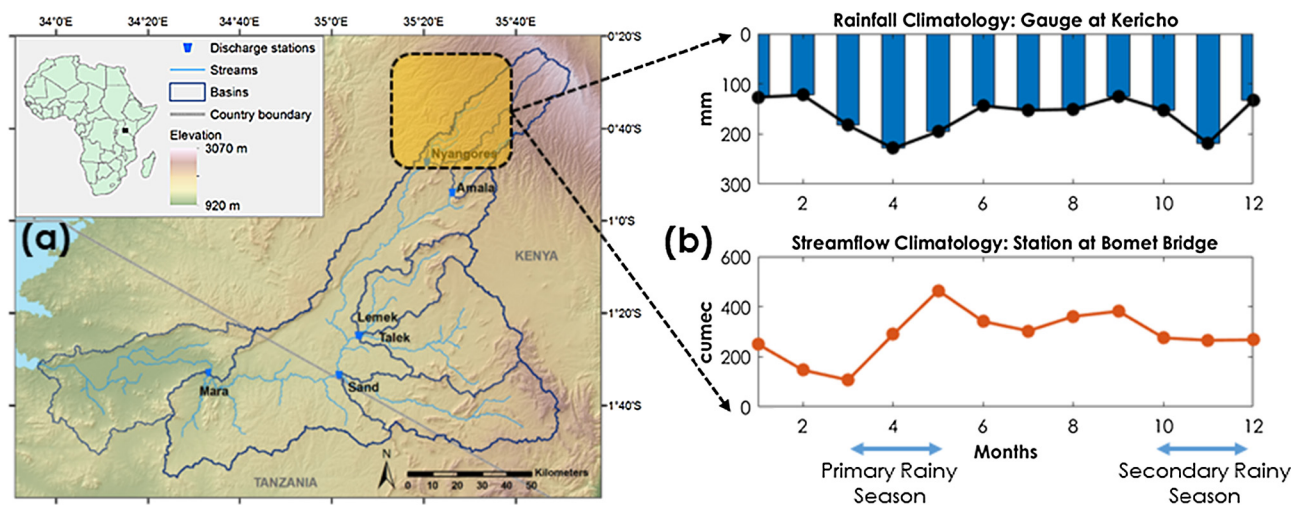 34°0'E 34°20'E 35°0'E 35°20'E 35°40'E
Discharge stations
Streams
Basins
Country boundary
Elevation
3070 m
920 m
0°20'S
0°40'S
1°0'S
1°20'S
1°40'S
(a)
Nyangores
Amala
KENYA
Lemek
Talek
Mara
Sand
TANZANIA
N
Kilometers
0 10 20 30 40 50
Rainfall Climatology: Gauge at Kericho
0
100
200
300
mm
2 4 6 8 10 12
(b)
Streamflow Climatology: Station at Bomet Bridge
600
400
200
0
cumec
2 4 6 8 10 12
Months
Primary Rainy
Season
Secondary Rainy
Season